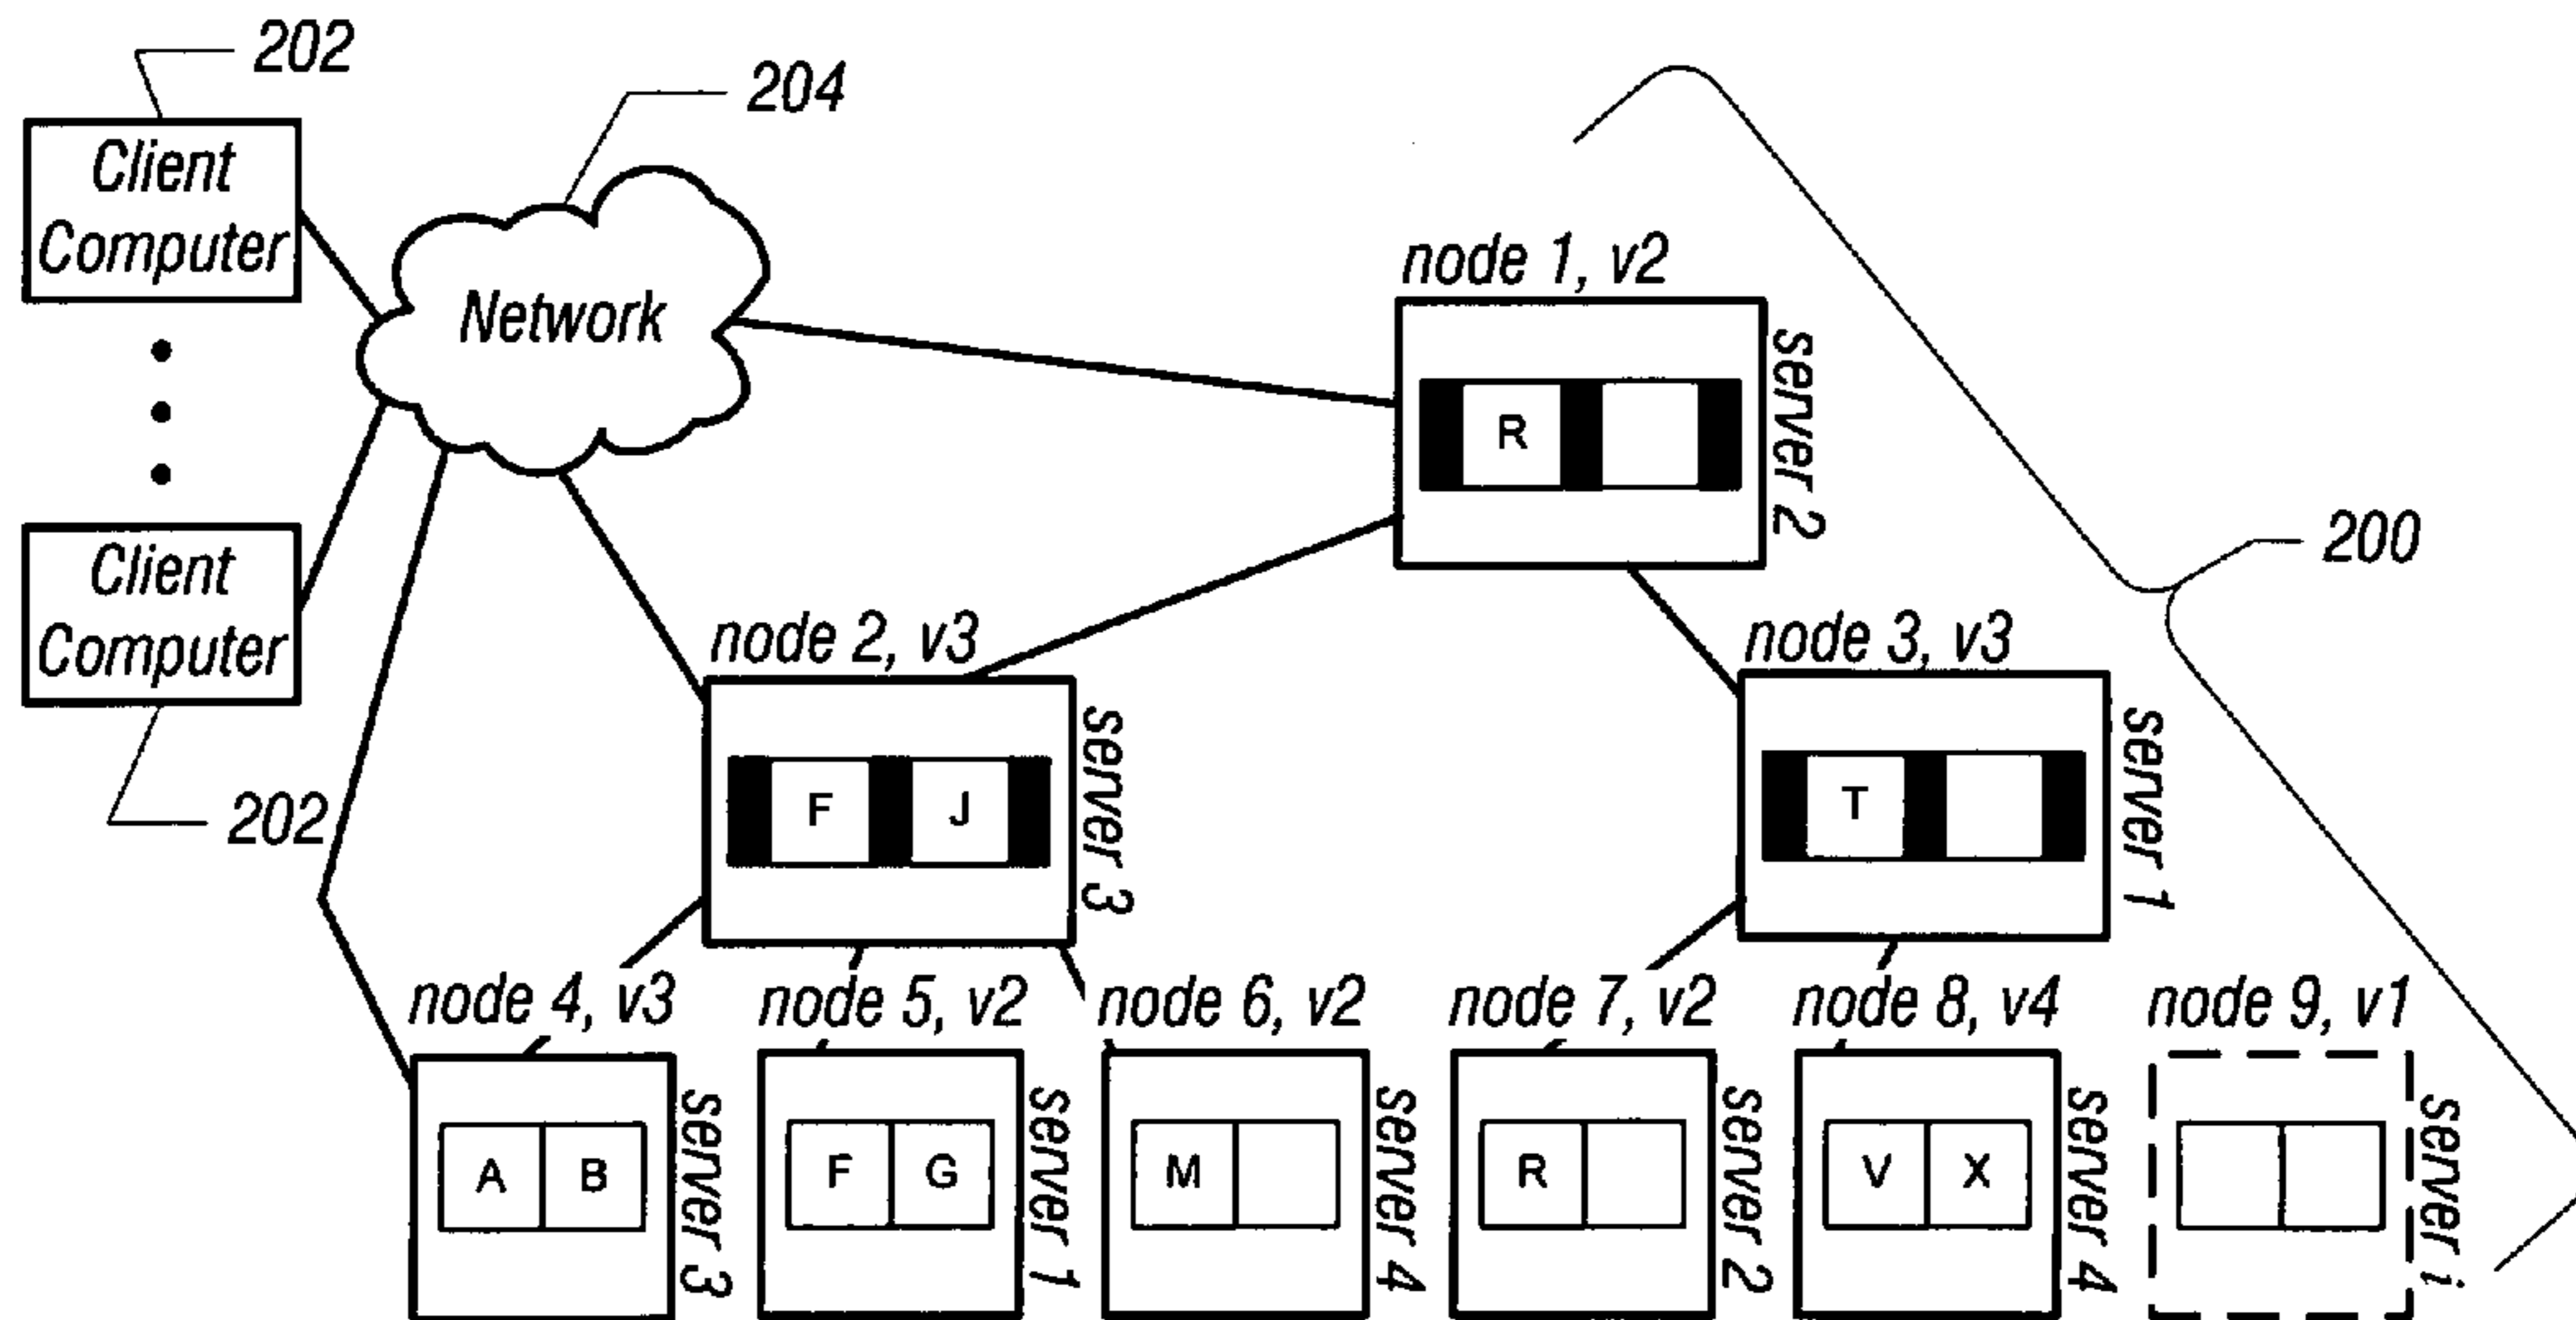 202
204
Client
Computer
Network
node 1, v2
R
server 2
200
Client
Computer
202
node 2, v3
F J
server 3
node 3, v3
T
server 1
node 4, v3
A B
server 3
node 5, v2
F G
server 1
node 6, v2
M
server 4
node 7, v2
R
server 2
node 8, v4
V X
server 4
node 9, v1
server i